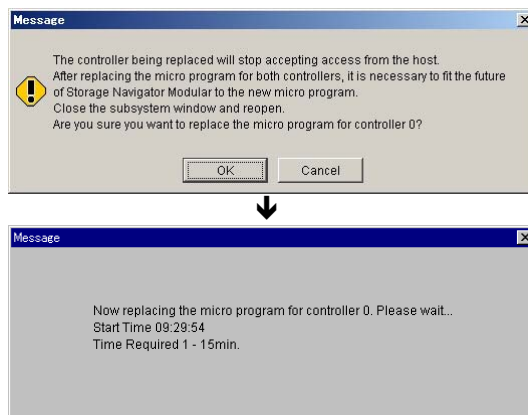 Message
The controller being replaced will stop accepting access from the host.
After replacing the micro program for both controllers, it is necessary to fit the future
of Storage Navigator Modular to the new micro program.
Close the subsystem window and reopen.
Are you sure you want to replace the micro program for controller 0?
OK Cancel
Message
Now replacing the micro program for controller 0. Please wait...
Start Time 09:29:54
Time Required 1 - 15min.